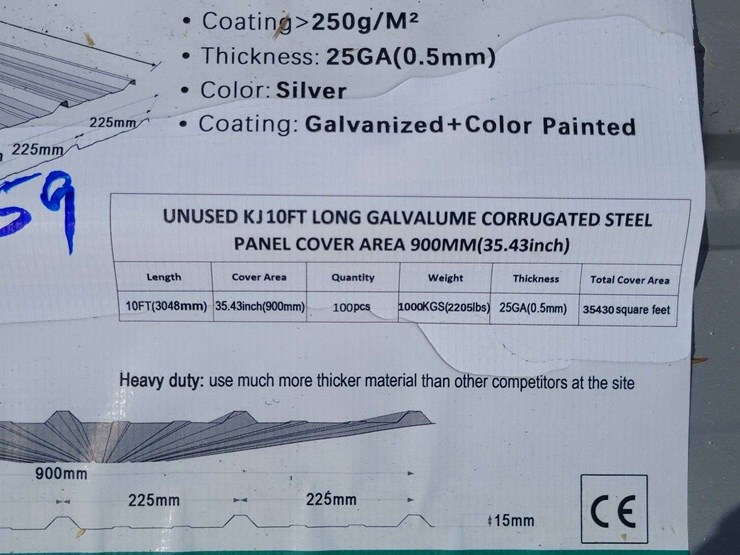 • Coating>250g/M²
• Thickness: 25GA(0.5mm)
• Color: Silver
• Coating: Galvanized+Color Painted
225mm
225mm
59
UNUSED KJ 10FT LONG GALVALUME CORRUGATED STEEL
PANEL COVER AREA 900MM(35.43inch)
Length Cover Area Quantity Weight Thickness Total Cover Area
10FT(3048mm) 35.43inch(900mm) 100pcs 1000KGS(2205lbs) 25GA(0.5mm) 35430 square feet
Heavy duty: use much more thicker material than other competitors at the site
900mm
225mm 225mm
15mm
CE